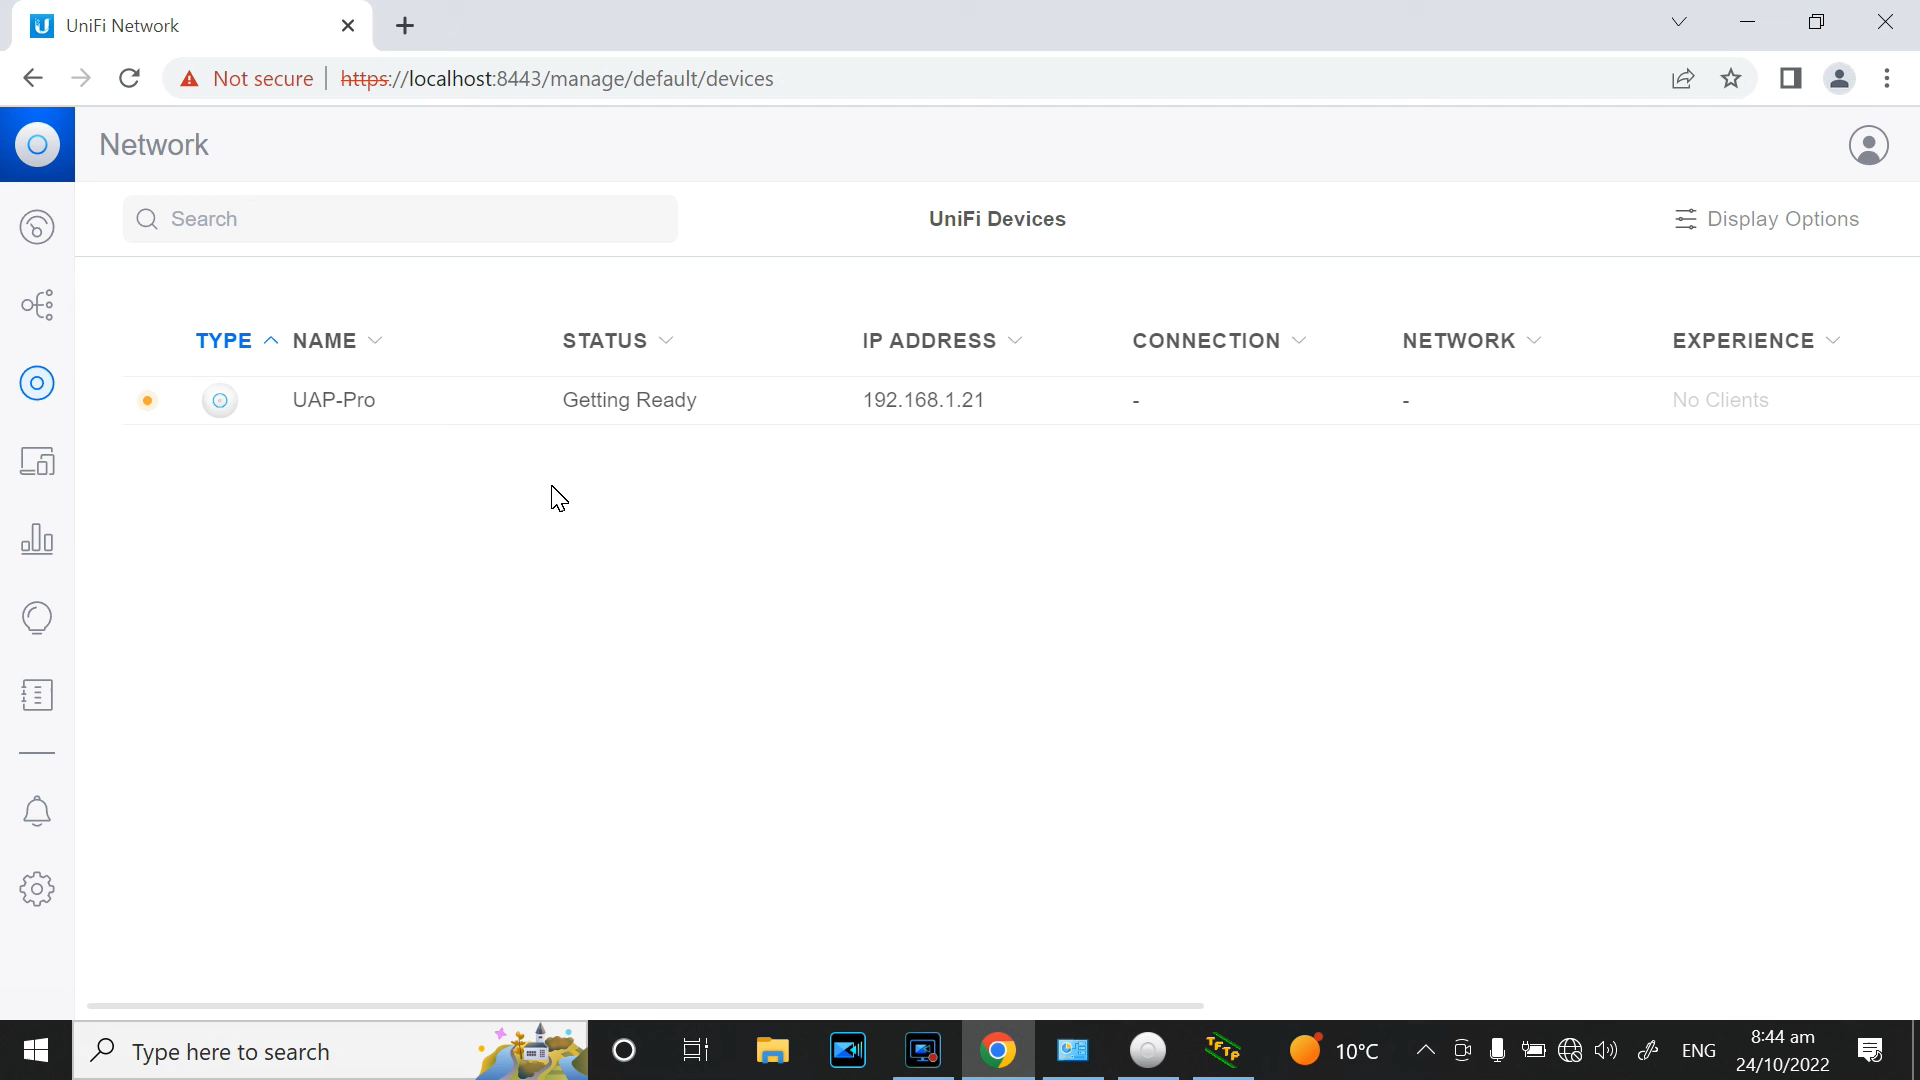 UniFi Network
Not secure https://localhost:8443/manage/default/devices
Network
Search
UniFi Devices
Display Options
TYPE NAME STATUS IP ADDRESS CONNECTION NETWORK EXPERIENCE
UAP-Pro Getting Ready 192.168.1.21 - - No Clients
Type here to search
TFTP
10°C
ENG
8:44 am
24/10/2022